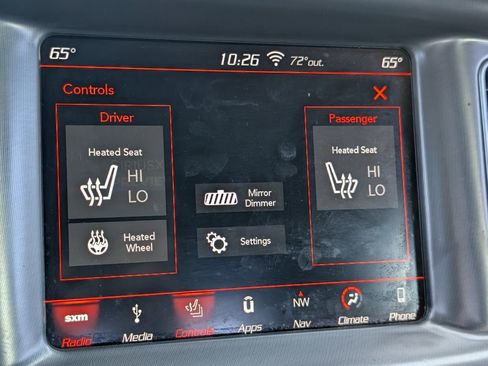 65° 10:26 72° out. 65°
Controls
Driver
Heated Seat
HI
LO
Heated
Wheel
Mirror
Dimmer
Settings
Passenger
Heated Seat
HI
LO
sxm NW
Radio Media Controls Apps Nav Climate Phone